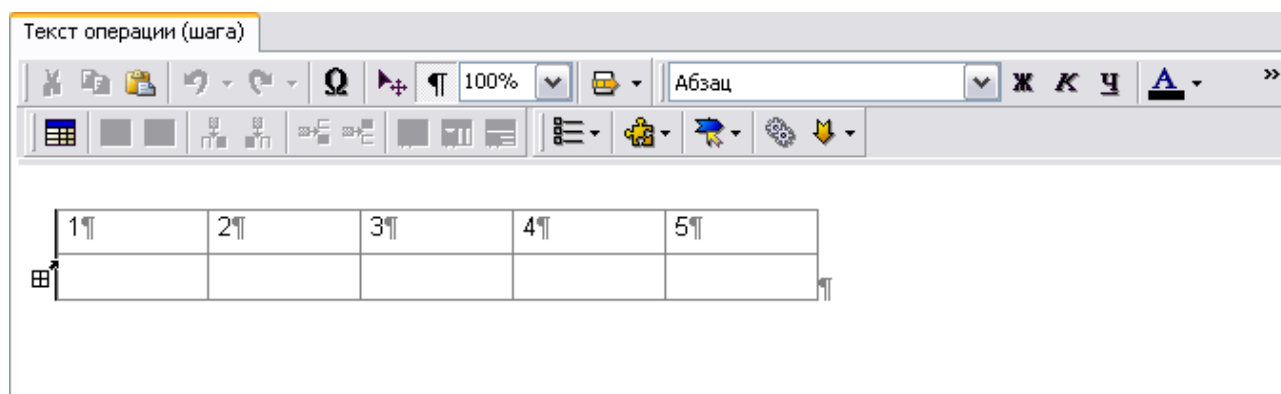 Текст операции (шага)
Ω ¶ 100% Абзац Ж К Ч А »
1¶ 2¶ 3¶ 4¶ 5¶
¶